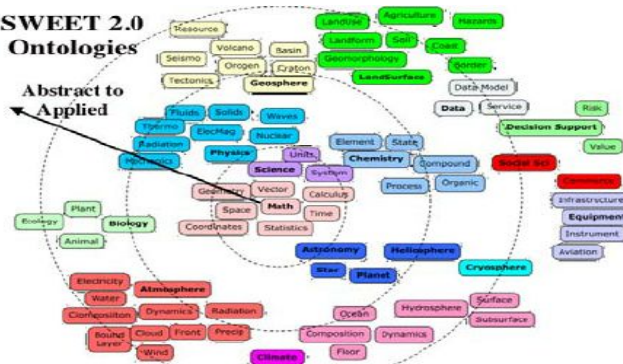 SWEET 2.0
Ontologies
Abstract to
Applied
Resource
Volcano
Basin
Seismo
Orogen
Craton
Tectonics
Geosphere
LandUse
Agriculture
Hazards
Landform
Soil
Coast
Geomorphology
Border
LandSurface
Data Model
Data
Service
Risk
Decision Support
Value
Fluids
Solids
Waves
Thermo
ElecMag
Nuclear
Radiation
Mechanics
Physics
Units
Science
System
Element
State
Chemistry
Compound
Process
Organic
Social Sci
Commerce
Infrastructure
Equipment
Instrument
Aviation
Geometry
Vector
Calculus
Space
Math
Time
Coordinates
Statistics
Plant
Ecology
Biology
Animal
Astronomy
Star
Planet
Heliosphere
Cryosphere
Electricity
Water
Atmosphere
Composition
Dynamics
Radiation
Bound
Layer
Cloud
Front
Precip
Wind
Climate
Ocean
Composition
Dynamics
Floor
Hydrosphere
Surface
Subsurface